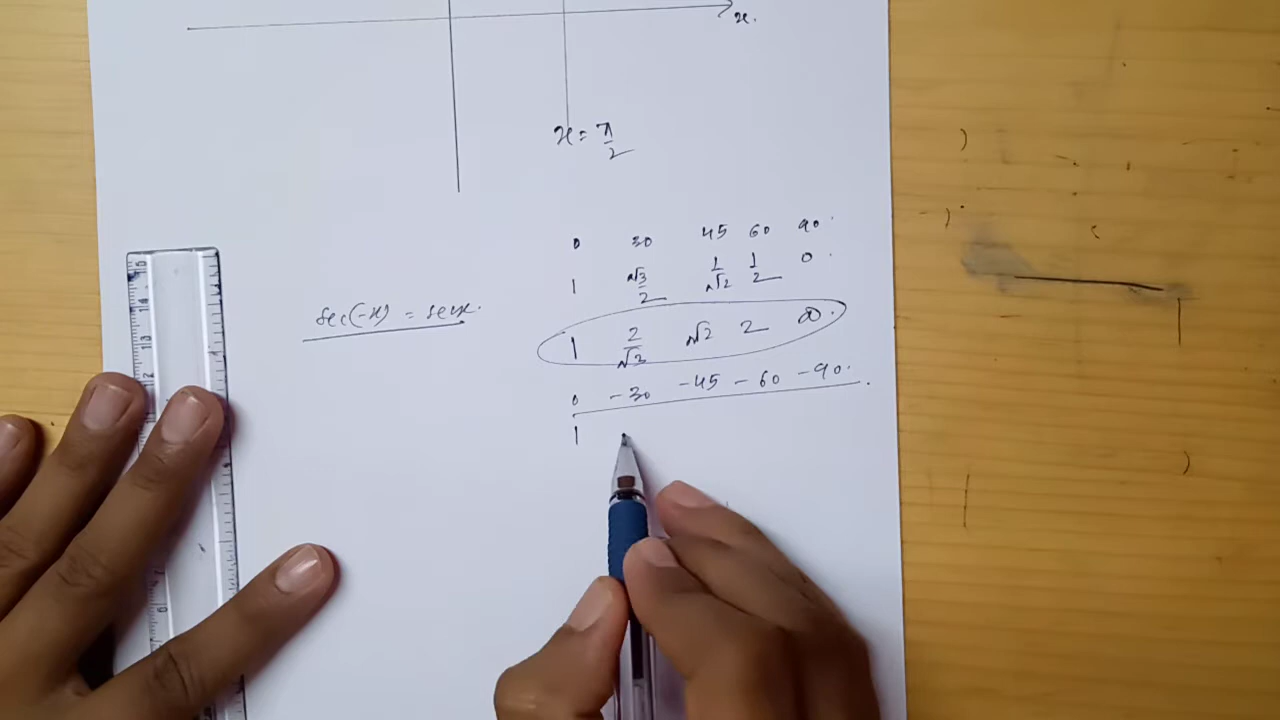 x.
x = π/2
0 30 45 60 90.
1 √3/2 1/√2 1/2 0.
sec(-x) = secx.
1 2/√3 √2 2 ∞.
0 -30 -45 -60 -90.
1